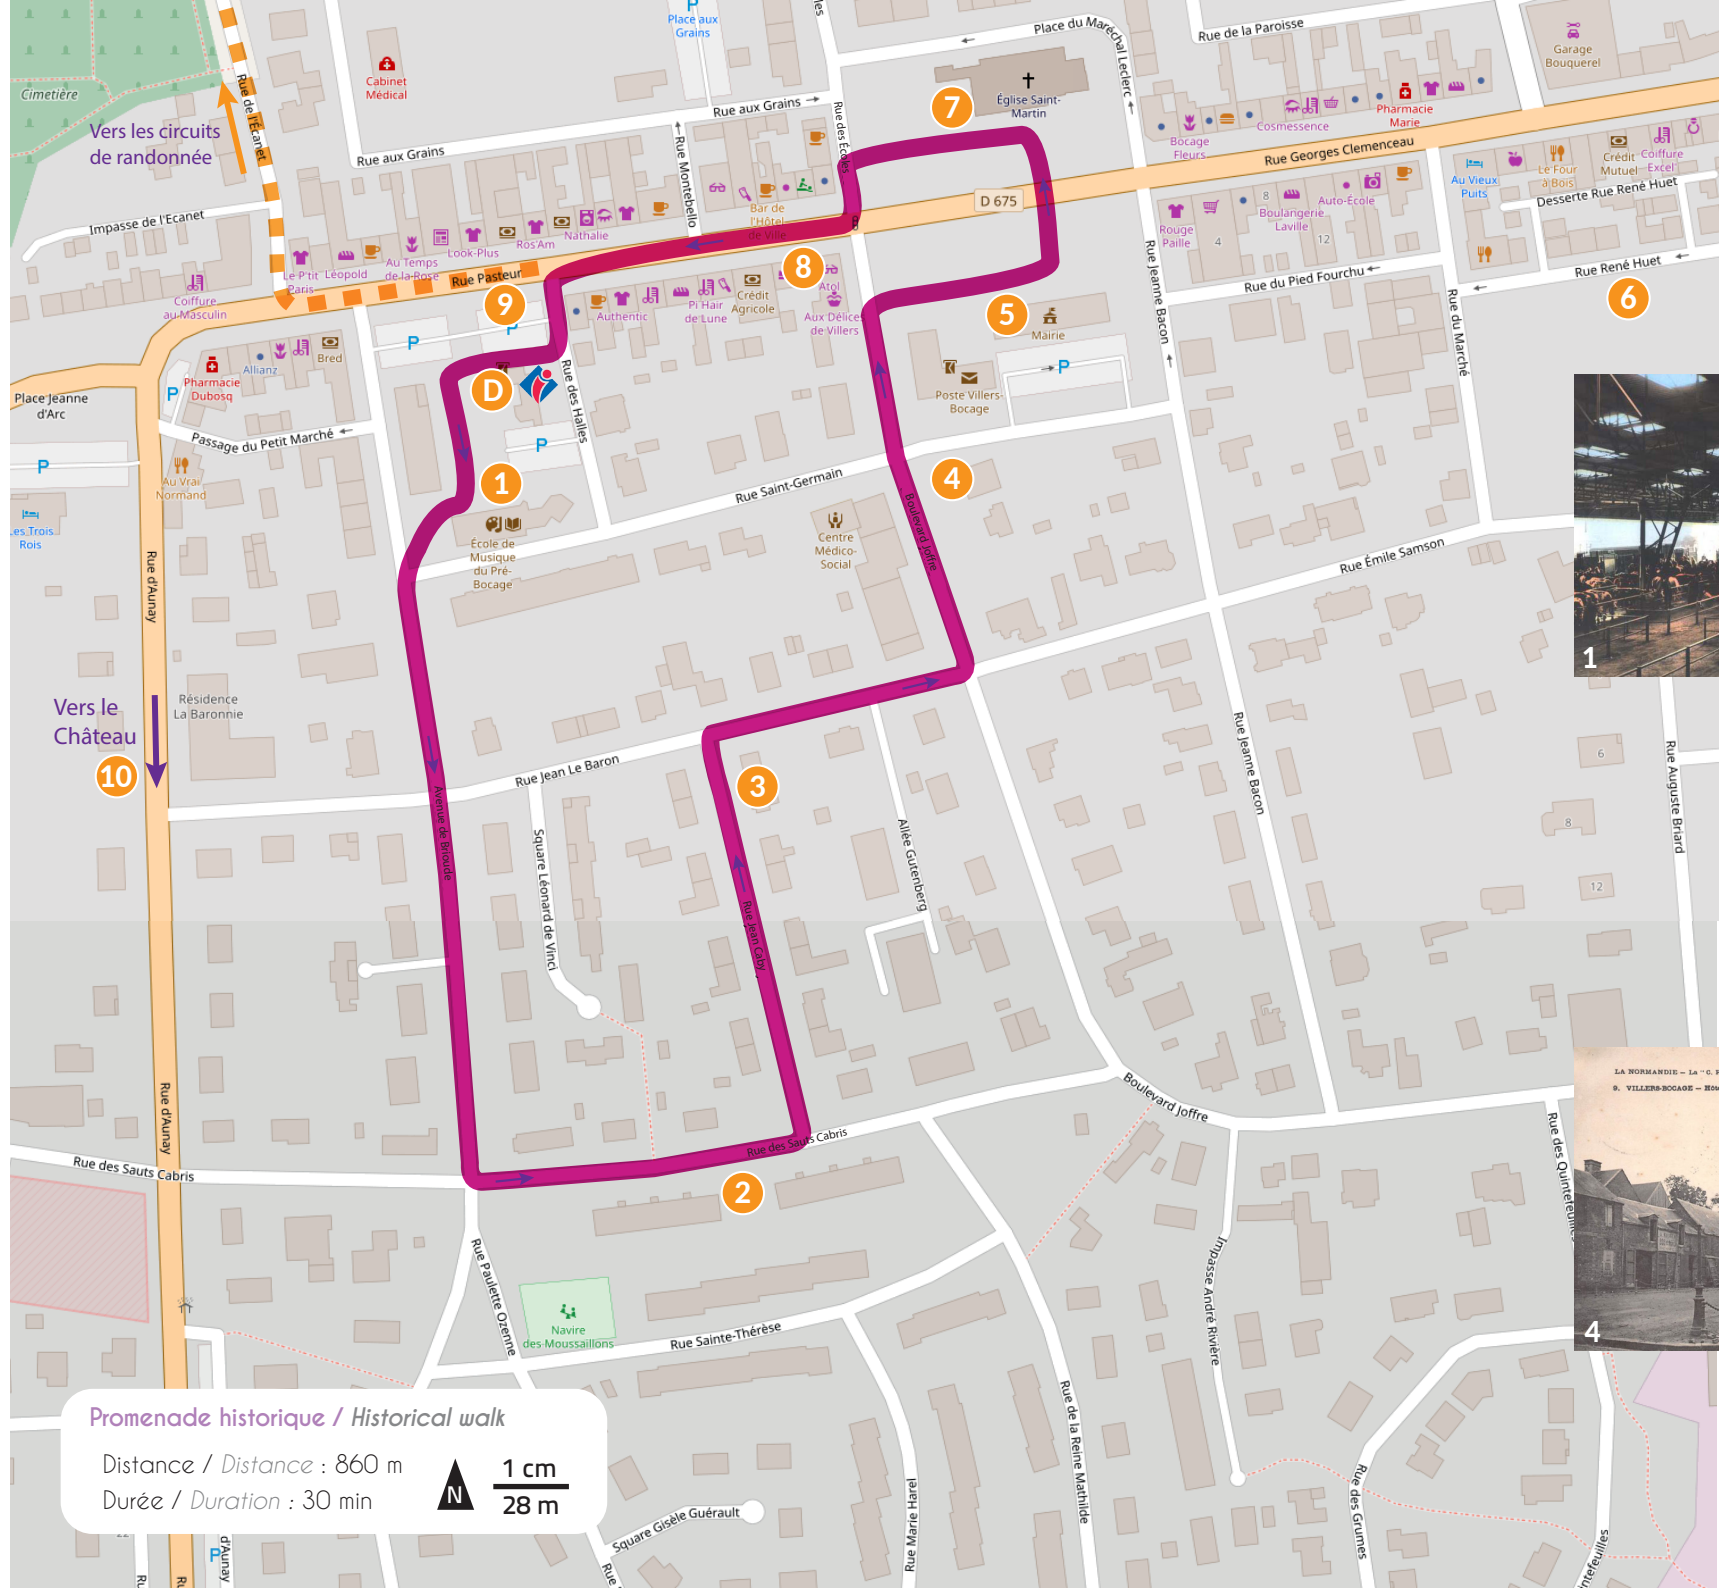 Cimetière
Vers les circuits
de randonnée
Rue de l'Écanet
Impasse de l'Ecanet
Cabinet
Médical
Place aux
Grains
Rue aux Grains
Rue aux Grains
Rue Montebello
Rue des Écoles
Place du Maréchal Leclerc
Rue de la Paroisse
Garage
Bouquerel
7
Église Saint-
Martin
Pharmacie
Marie
Cosmessence
Bocage
Fleurs
Rue Georges Clemenceau
D 675
Au Vieux
Puits
Le Four
à Bois
Crédit
Mutuel
Coiffure
Excel
Desserte Rue René Huet
Rue René Huet
6
Auto-École
8
Boulangerie
Laville
12
Rouge
Paille
4
Rue du Pied Fourchu
Rue Jeanne Bacon
Rue du Marché
Bar de
l'Hôtel
de Ville
8
Nathalie
Ros'Am
Look-Plus
Au Temps
de la Rose
Léopold
Le P'tit
Paris
Rue Pasteur
9
Coiffure
au Masculin
Authentic
Pi Hair
de Lune
Crédit
Agricole
Atol
Aux Délices
de Villers
5
Mairie
P
Poste Villers-
Bocage
Bred
Allianz
Pharmacie
Dubosq
P
P
P
P
P
P
Place Jeanne
d'Arc
Passage du Petit Marché
Au Vrai
Normand
Les Trois
Rois
D
Rue des Halles
1
École de
Musique
du Pré-
Bocage
Rue Saint-Germain
Centre
Médico-
Social
4
Boulevard Joffre
Rue Émile Samson
1
Rue d'Aunay
Résidence
La Baronnie
Vers le
Château
10
Rue Jean Le Baron
3
Avenue de Brioude
Square Léonard de Vinci
Rue Jean Caby
Allée Gutenberg
Rue Jeanne Bacon
Rue Auguste Briard
6
8
12
Rue d'Aunay
Rue des Sauts Cabris
Rue des Sauts Cabris
2
Boulevard Joffre
Rue des Quintefeuilles
9. VILLERS-BOCAGE –
4
Rue Paulette Ozenne
Navire
des Moussaillons
Rue Sainte-Thérèse
Impasse André Rivière
Rue de la Reine Mathilde
Rue Marie Harel
Rue des Grumes
Square Gisèle Guérault
Promenade historique / Historical walk
Distance / Distance : 860 m
Durée / Duration : 30 min
N
1 cm
28 m
P
d'Aunay